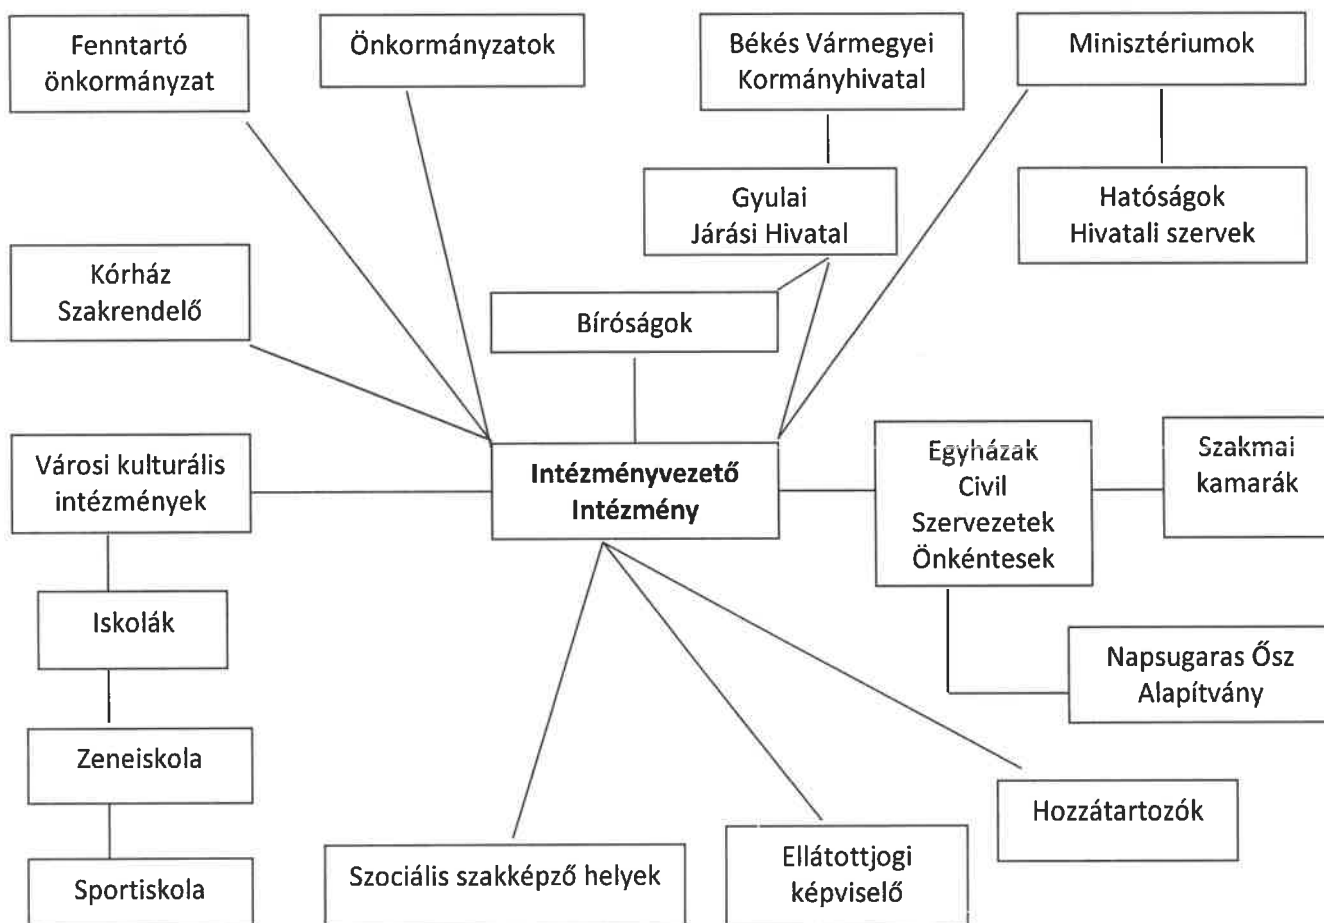 Fenntartó
önkormányzat
Önkormányzatok
Békés Vármegyei
Kormányhivatal
Minisztériumok
Gyulai
Járási Hivatal
Hatóságok
Hivatali szervek
Kórház
Szakrendelő
Bíróságok
Városi kulturális
intézmények
Intézményvezető
Intézmény
Egyházak
Civil
Szervezetek
Önkéntesek
Szakmai
kamarák
Iskolák
Napsugaras Ősz
Alapítvány
Zeneiskola
Hozzátartozók
Sportiskola
Szociális szakképző helyek
Ellátottjogi
képviselő